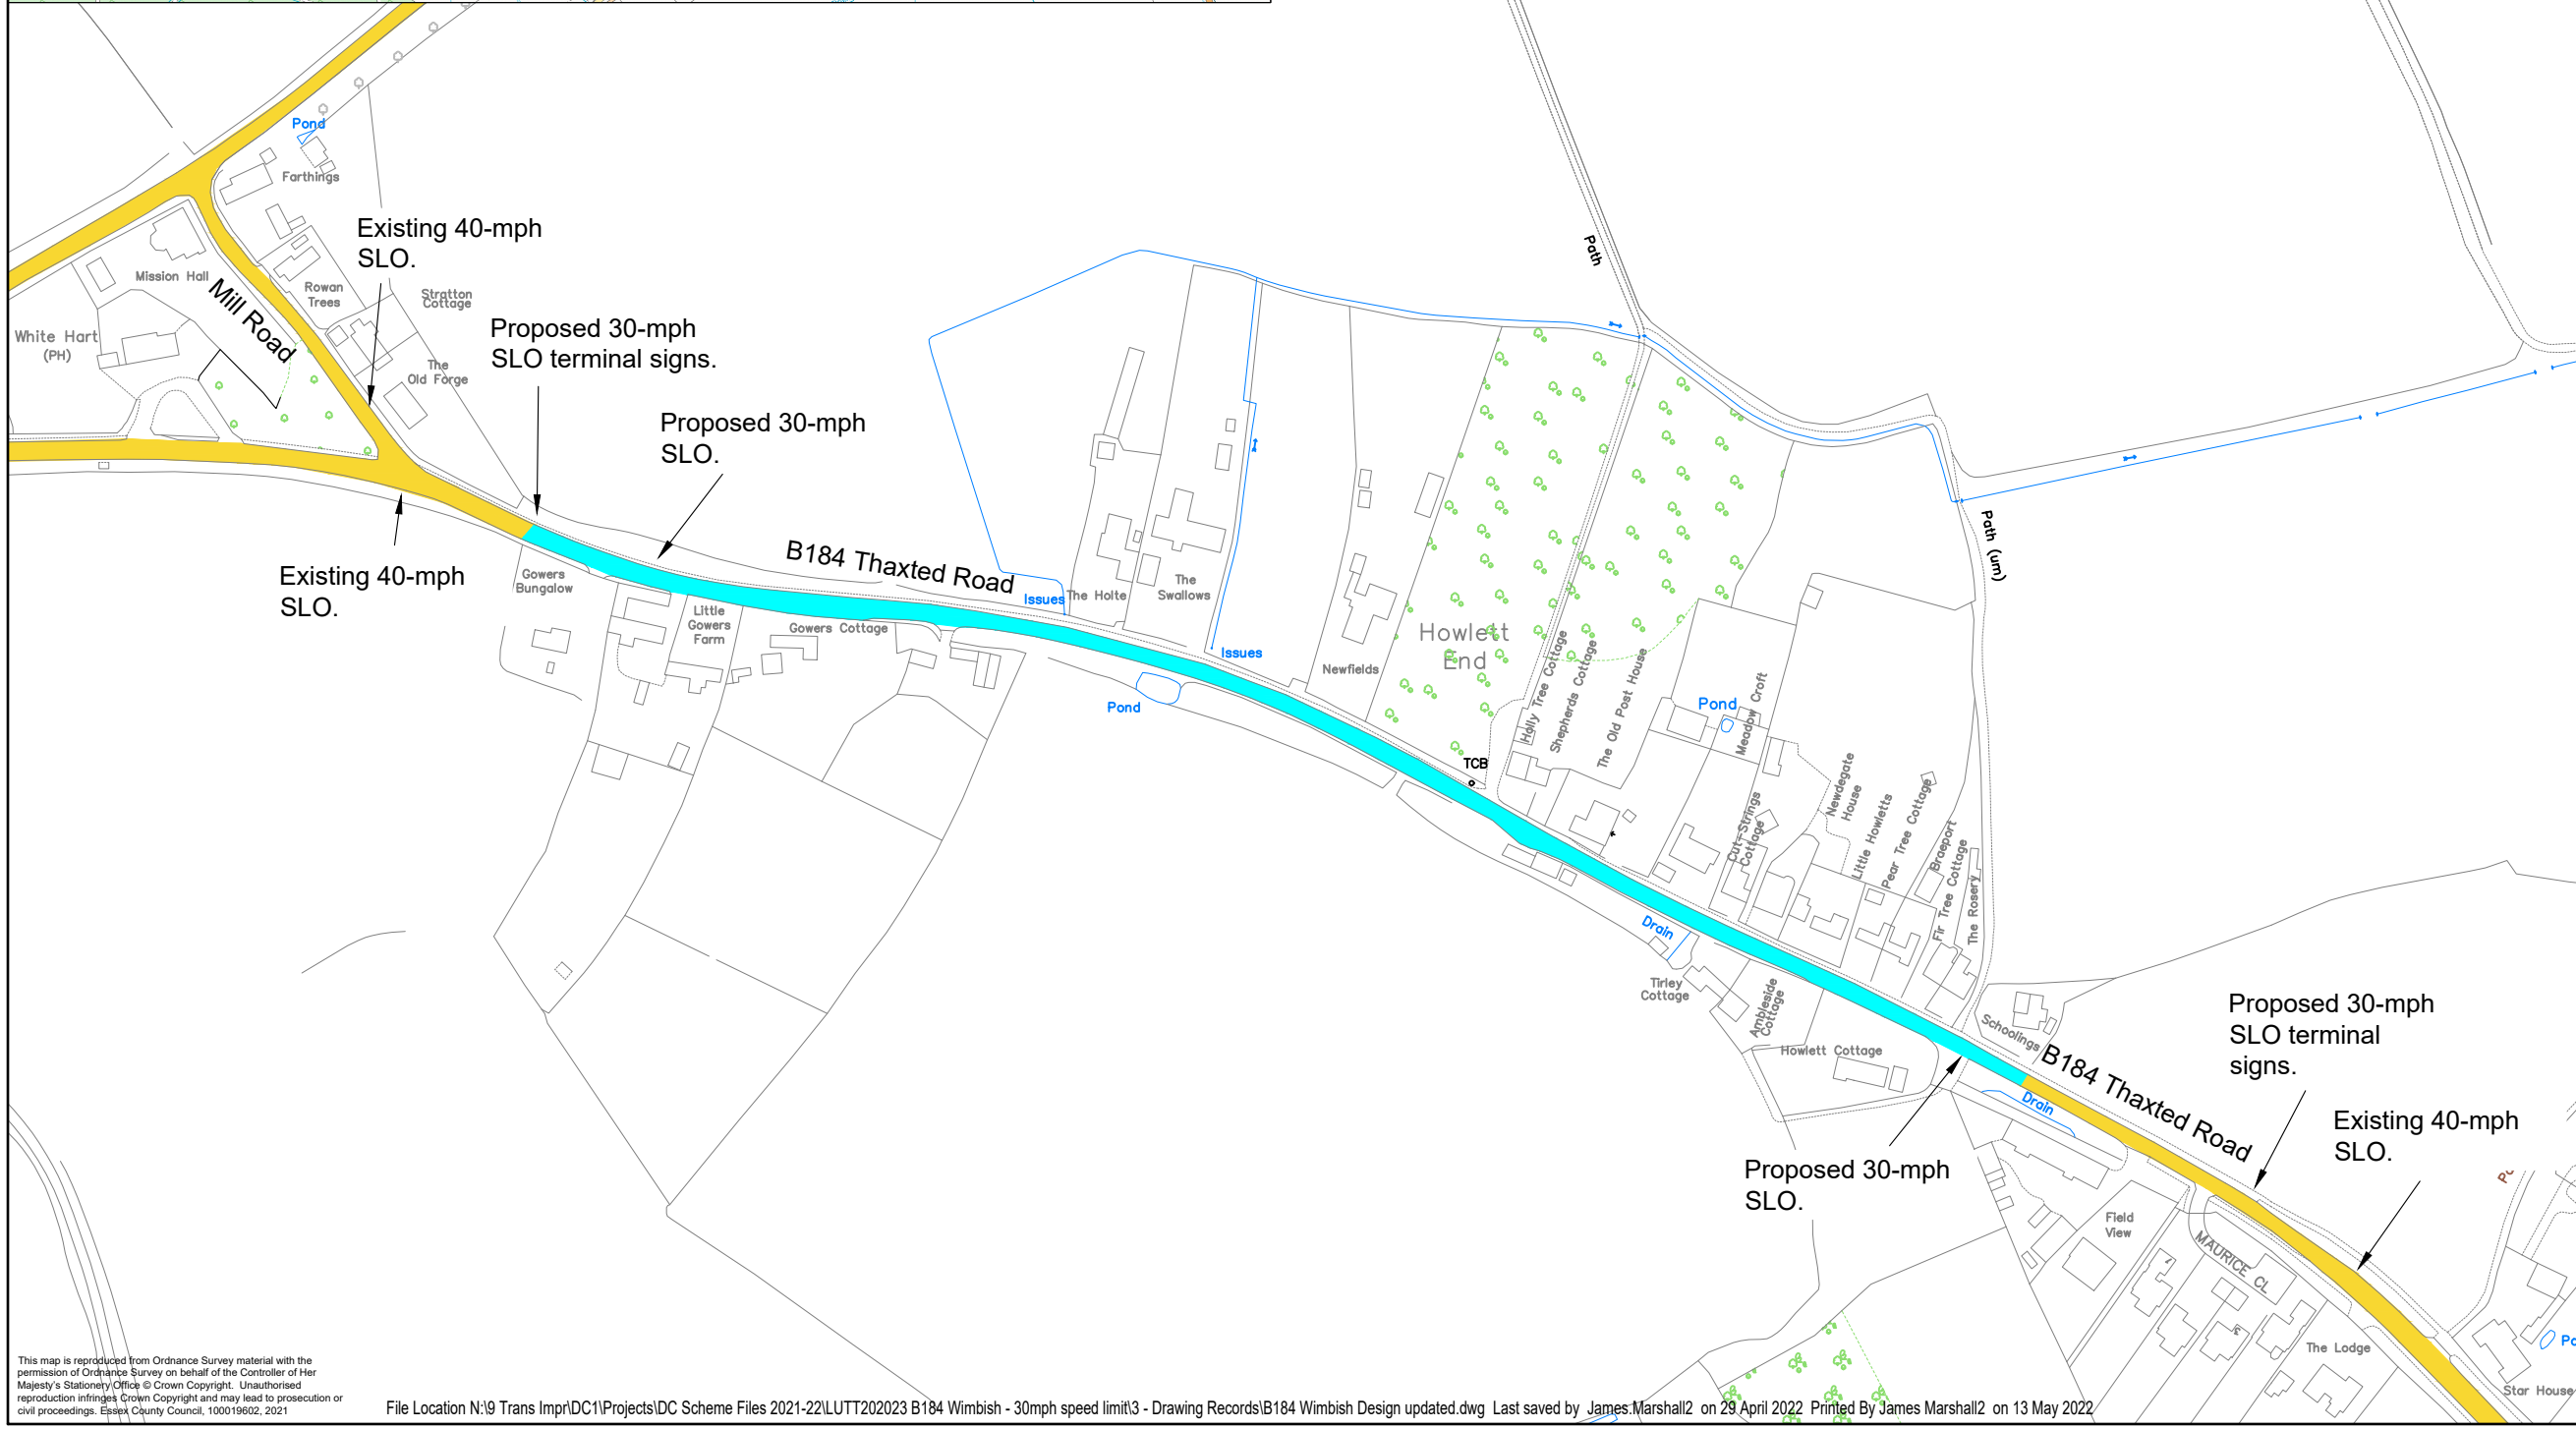 Pond
Farthings
Existing 40-mph
SLO.
Mission Hall
Rowan
Trees
Stratton
Cottage
Mill Road
White Hart
(PH)
The
Old Forge
Proposed 30-mph
SLO terminal signs.
Proposed 30-mph
SLO.
Path
Existing 40-mph
SLO.
Gowers
Bungalow
Little
Gowers
Farm
Gowers Cottage
B184 Thaxted Road
Issues
The Holte
The
Swallows
Issues
Pond
Newfields
Howlett
End
TCB
Holly Tree Cottage
Shepherds Cottage
The Old Post House
Pond
Meadow Croft
Path (um)
Cut-Strings
Cottage
Newdegate
House
Little Howletts
Pear Tree Cottage
Braeport
Fir Tree Cottage
The Rosery
Drain
Tirley
Cottage
Ambleside
Cottage
Howlett Cottage
Schoolings
B184 Thaxted Road
Drain
Proposed 30-mph
SLO terminal
signs.
Existing 40-mph
SLO.
Proposed 30-mph
SLO.
Field
View
MAURICE CL
The Lodge
Star House
This map is reproduced from Ordnance Survey material with the
permission of Ordnance Survey on behalf of the Controller of Her
Majesty's Stationery Office © Crown Copyright. Unauthorised
reproduction infringes Crown Copyright and may lead to prosecution or
civil proceedings. Essex County Council, 100019602, 2021
File Location N:\9 Trans Impr\DC1\Projects\DC Scheme Files 2021-22\LUTT202023 B184 Wimbish - 30mph speed limit\3 - Drawing Records\B184 Wimbish Design updated.dwg Last saved by James.Marshall2 on 29 April 2022 Printed By James Marshall2 on 13 May 2022